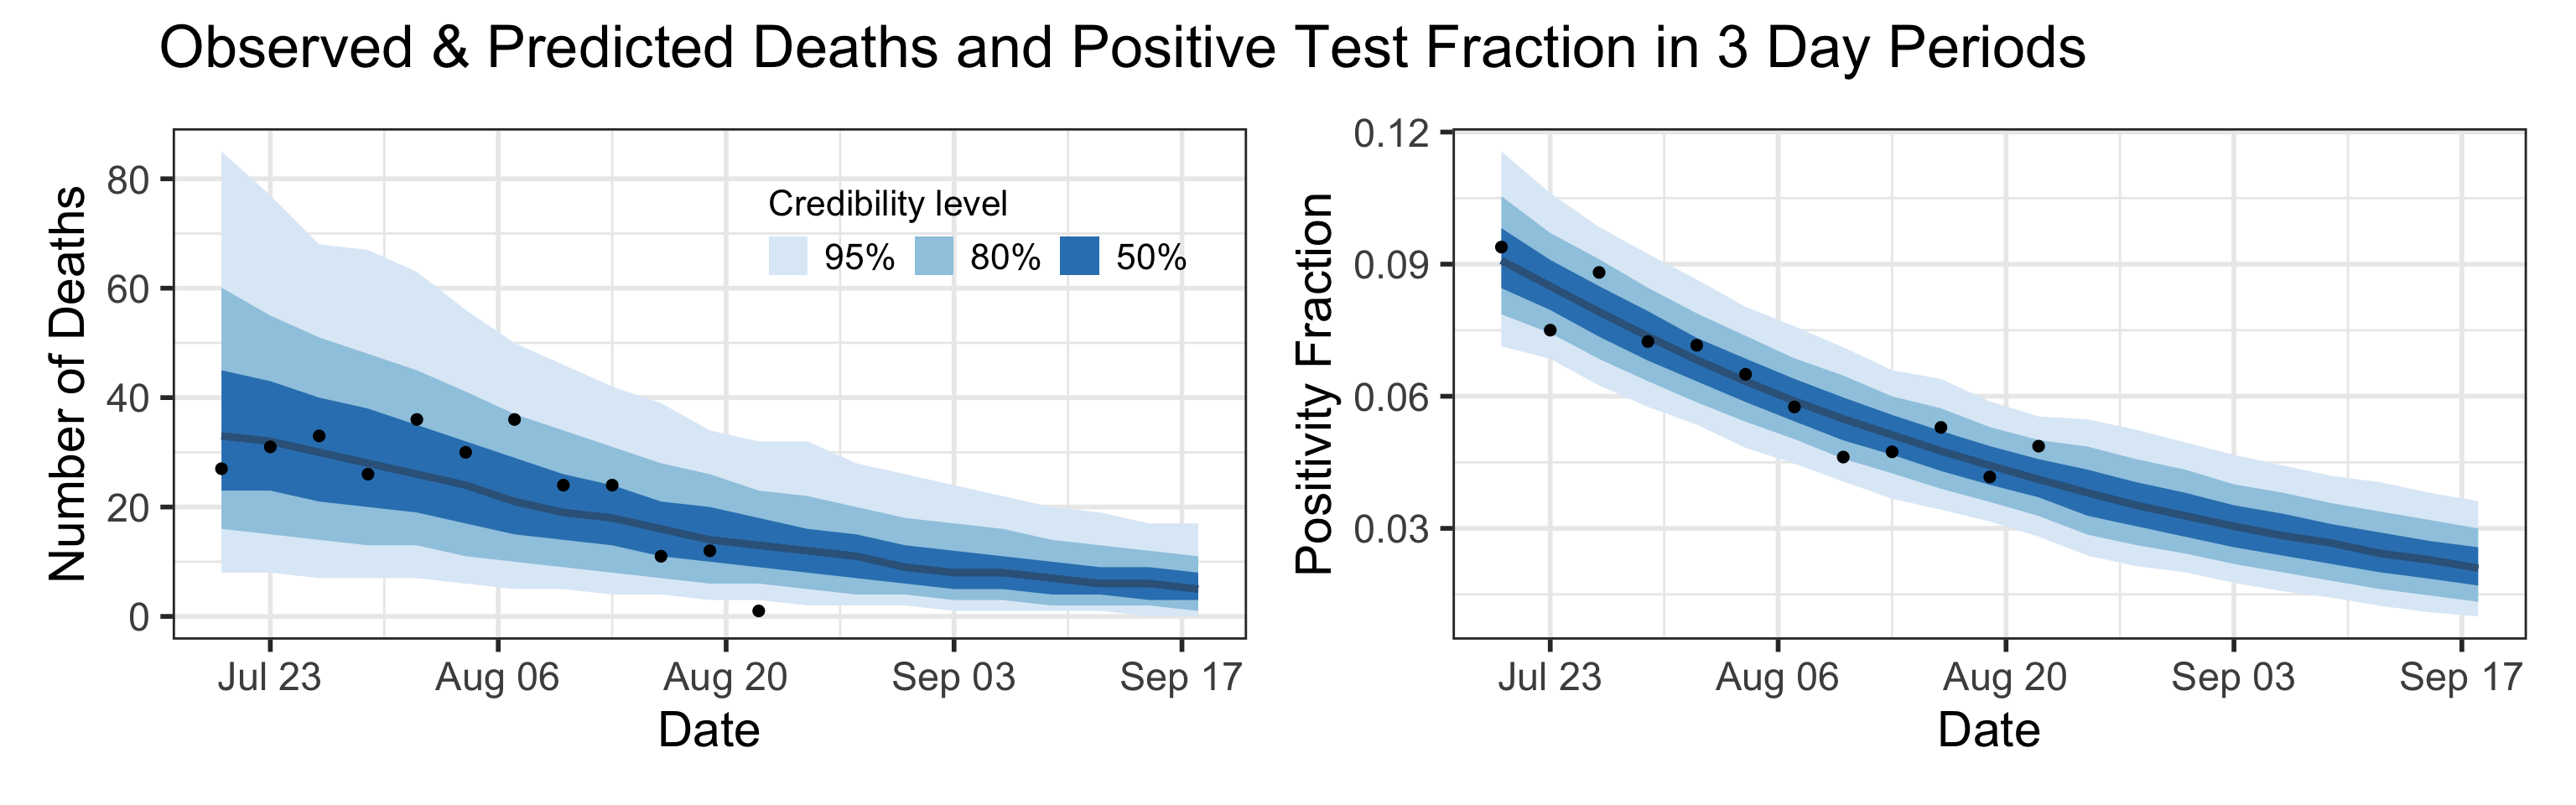 Observed & Predicted Deaths and Positive Test Fraction in 3 Day Periods
Number of Deaths
80
60
40
20
0
Credibility level
95% 80% 50%
Jul 23 Aug 06 Aug 20 Sep 03 Sep 17
Date
Positivity Fraction
0.12
0.09
0.06
0.03
Jul 23 Aug 06 Aug 20 Sep 03 Sep 17
Date